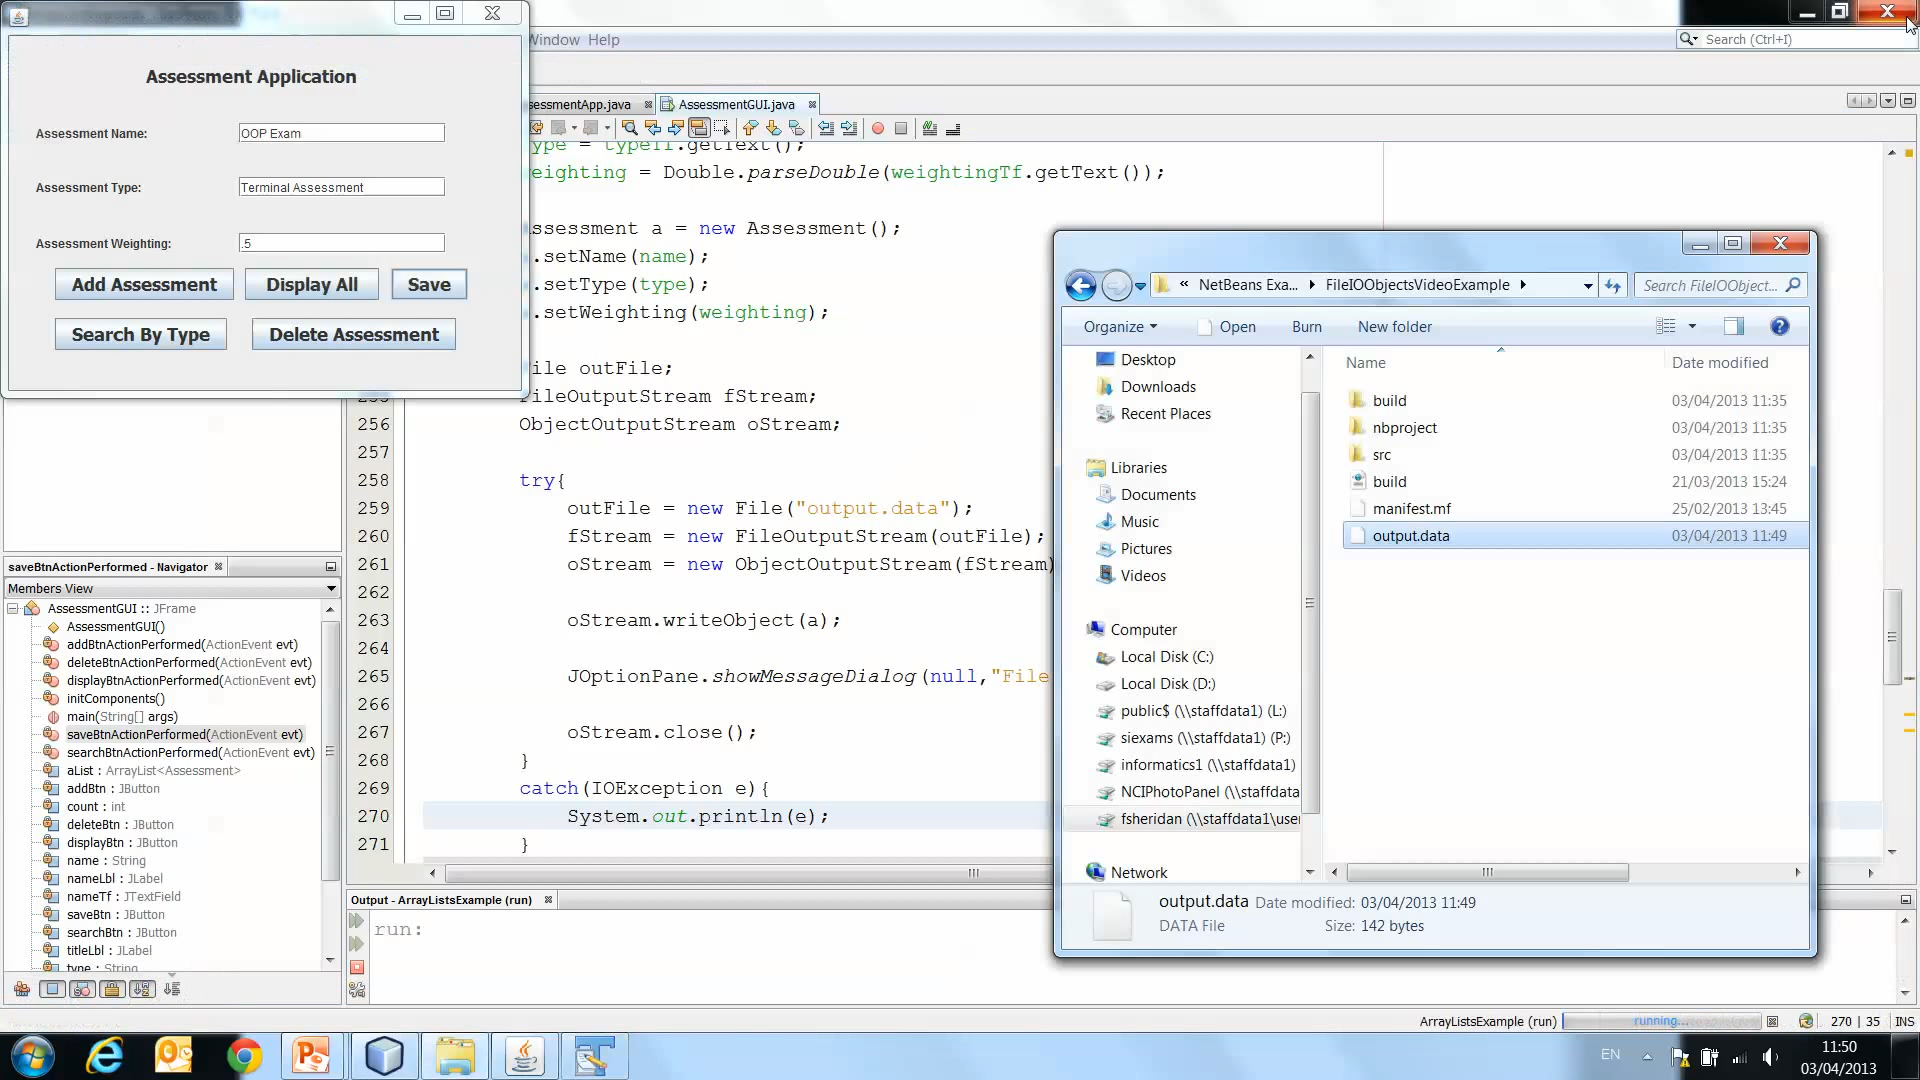 Assessment Application
Assessment Name:
OOP Exam
Assessment Type:
Terminal Assessment
Assessment Weighting:
.5
Add Assessment
Display All
Save
Search By Type
Delete Assessment
Window Help
Search (Ctrl+I)
AssessmentGUI.java
weightingTf.getText());
= Double.parseDouble(
a = new Assessment();
.setName(name);
.setType(type);
.setWeighting(weighting);
outFile;
fStream;
256 ObjectOutputStream oStream;
257
258 try{
259 outFile = new File("output.data");
260 fStream = new FileOutputStream(outFile);
261 oStream = new ObjectOutputStream(fStream)
262
263 oStream.writeObject(a);
264
265 JOptionPane.showMessageDialog(null,"File
266
267 oStream.close();
268 }
269 catch(IOException e){
270 System.out.println(e);
271 }
saveBtnActionPerformed - Navigator
Members View
AssessmentGUI :: JFrame
AssessmentGUI()
addBtnActionPerformed(ActionEvent evt)
deleteBtnActionPerformed(ActionEvent evt)
displayBtnActionPerformed(ActionEvent evt)
initComponents()
main(String[] args)
saveBtnActionPerformed(ActionEvent evt)
searchBtnActionPerformed(ActionEvent evt)
aList : ArrayList<Assessment>
addBtn : JButton
count : int
deleteBtn : JButton
displayBtn : JButton
name : String
nameLbl : JLabel
nameTf : JTextField
saveBtn : JButton
searchBtn : JButton
titleLbl : JLabel
type : String
Output - ArrayListsExample (run)
run:
« NetBeans Exa... FileIOObjectsVideoExample
Search FileIOObject...
Organize Open Burn New folder
Desktop
Downloads
Recent Places
Libraries
Documents
Music
Pictures
Videos
Computer
Local Disk (C:)
Local Disk (D:)
public$ (\\staffdata1) (L:)
siexams (\\staffdata1) (P:)
informatics1 (\\staffdata1)
NCIPhotoPanel (\\staffdata
fsheridan (\\staffdata1\user
Network
Name Date modified
build 03/04/2013 11:35
nbproject 03/04/2013 11:35
src 03/04/2013 11:35
build 21/03/2013 15:24
manifest.mf 25/02/2013 13:45
output.data 03/04/2013 11:49
output.data Date modified: 03/04/2013 11:49
DATA File Size: 142 bytes
ArrayListsExample (run) running... 270 | 35 INS
EN
11:50
03/04/2013